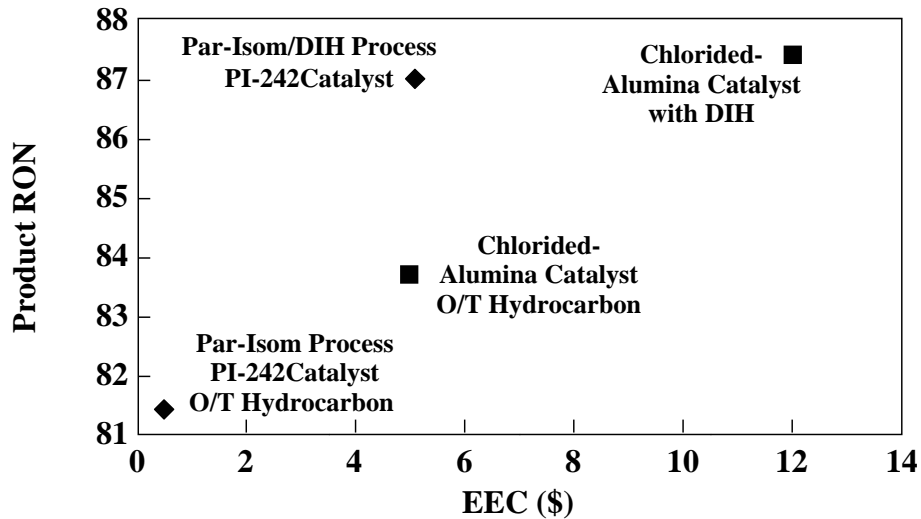 88
87
86
85
84
83
82
81
Product RON
Par-Isom/DIH Process
PI-242Catalyst
Chlorided-
Alumina Catalyst
with DIH
Chlorided-
Alumina Catalyst
O/T Hydrocarbon
Par-Isom Process
PI-242Catalyst
O/T Hydrocarbon
0 2 4 6 8 10 12 14
EEC ($)